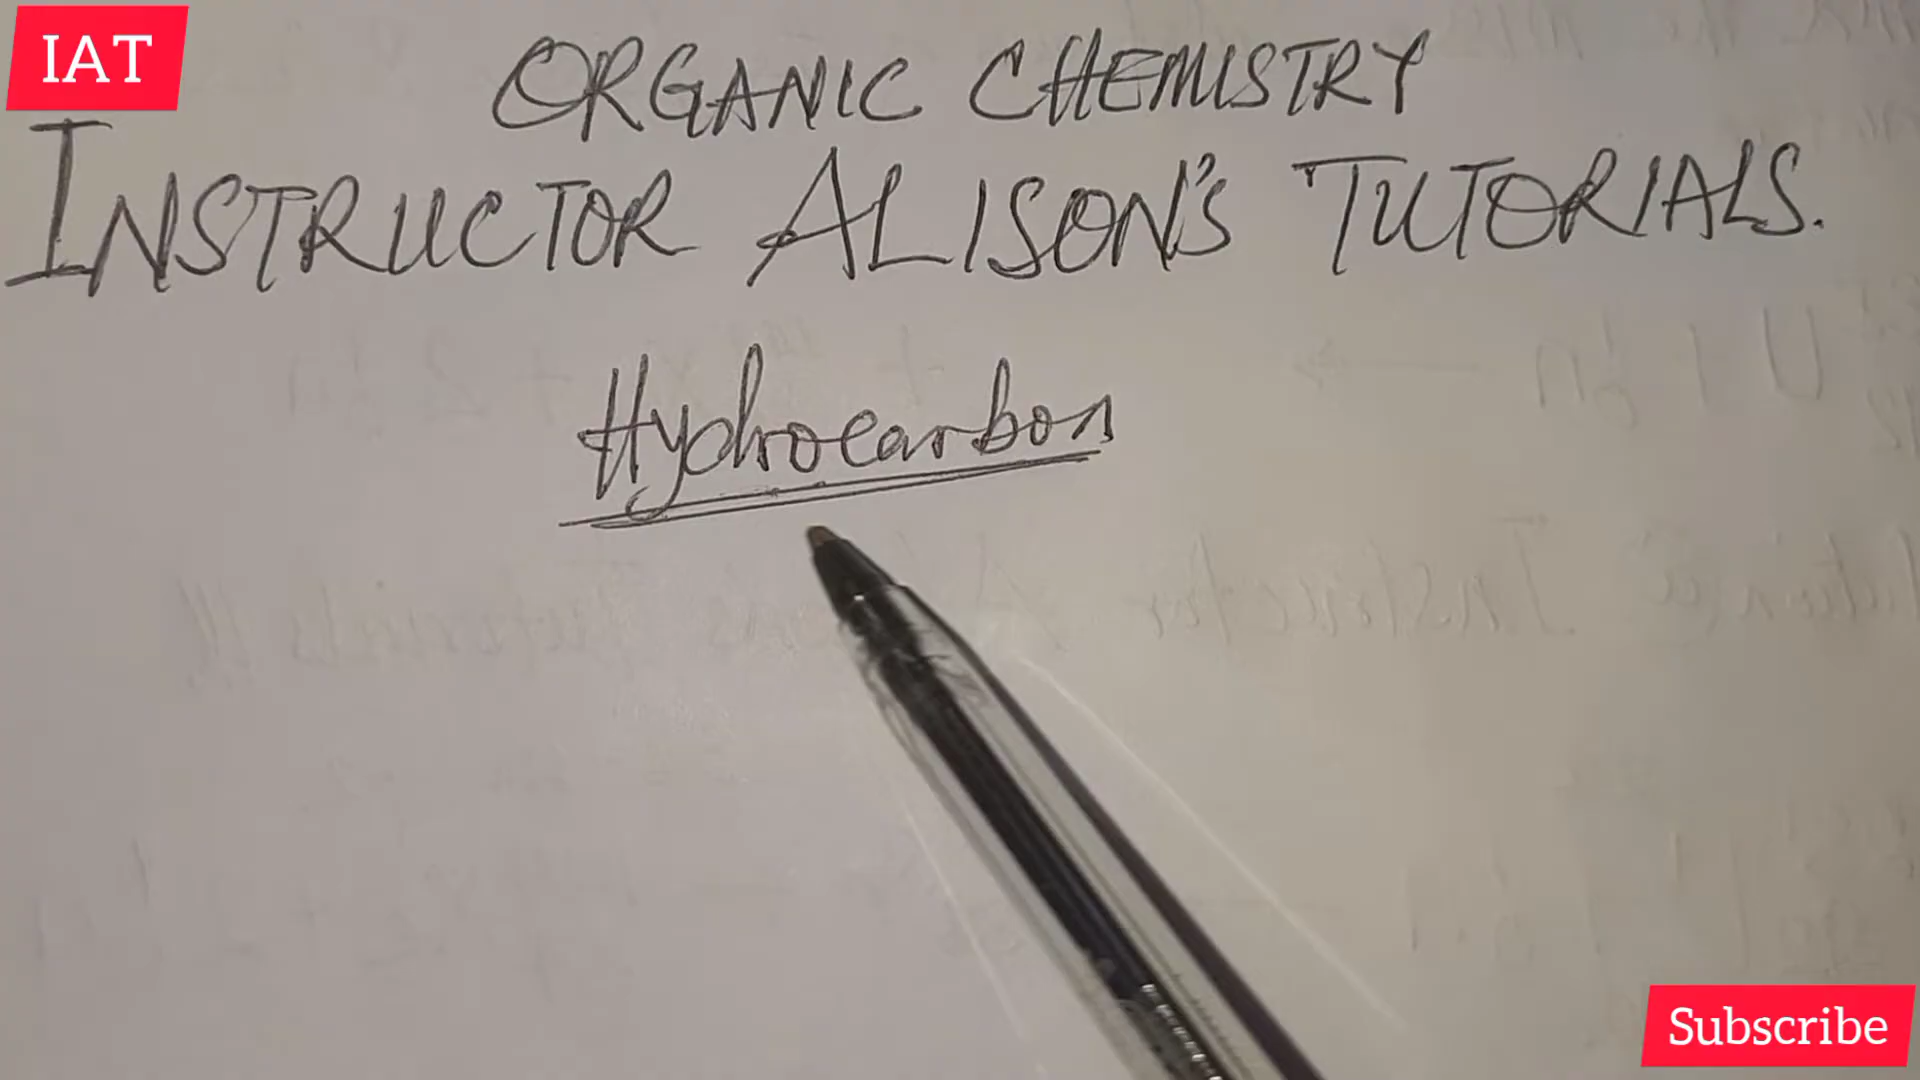 IAT
ORGANIC CHEMISTRY
INSTRUCTOR ALISON'S TUTORIALS.
Hydrocarbon
Subscribe